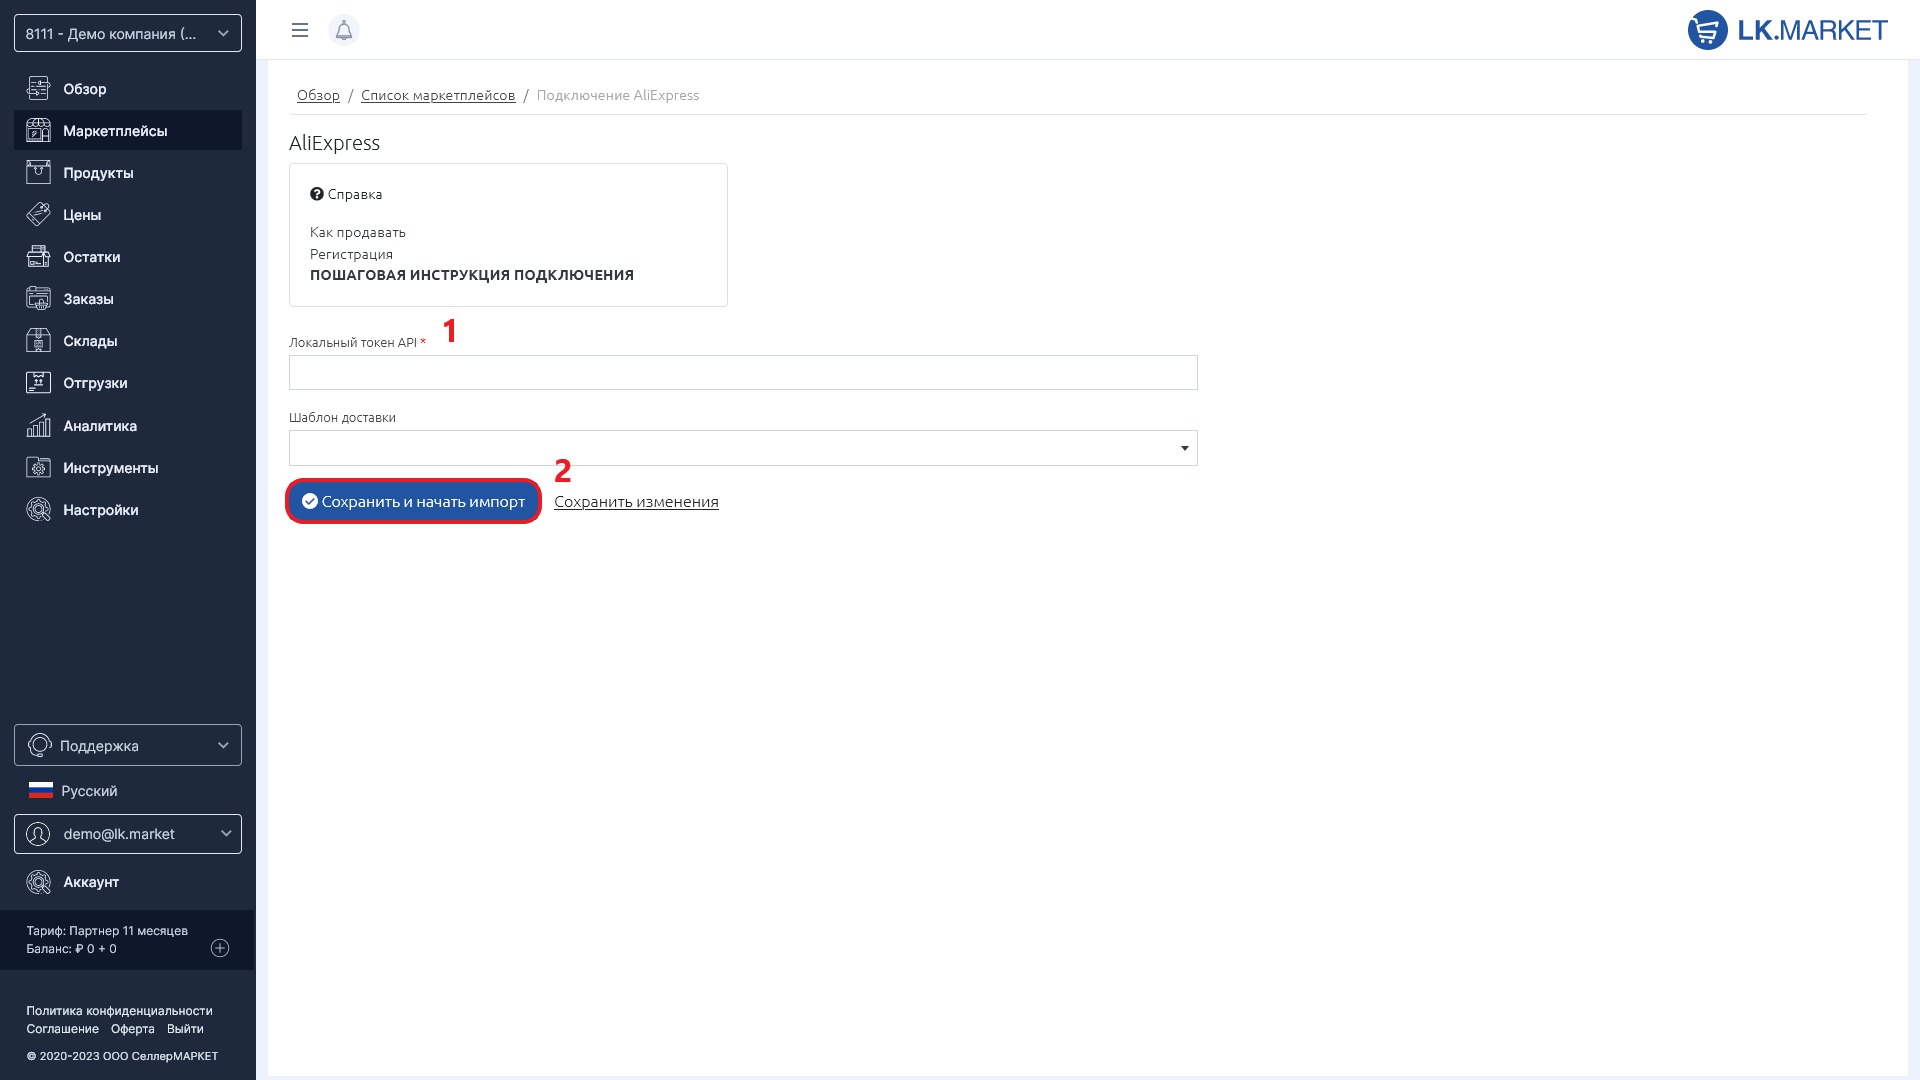 8111 - Демо компания (...
Обзор
Маркетплейсы
Продукты
Цены
Остатки
Заказы
Склады
Отгрузки
Аналитика
Инструменты
Настройки
Поддержка
Русский
demo@lk.market
Аккаунт
Тариф: Партнер 11 месяцев
Баланс: ₽ 0 + 0
Политика конфиденциальности
Соглашение Оферта Выйти
© 2020-2023 ООО СеллерМАРКЕТ
LK.MARKET
Обзор / Список маркетплейсов / Подключение AliExpress
AliExpress
Справка
Как продавать
Регистрация
ПОШАГОВАЯ ИНСТРУКЦИЯ ПОДКЛЮЧЕНИЯ
1
Локальный токен API *
Шаблон доставки
2
Сохранить и начать импорт Сохранить изменения